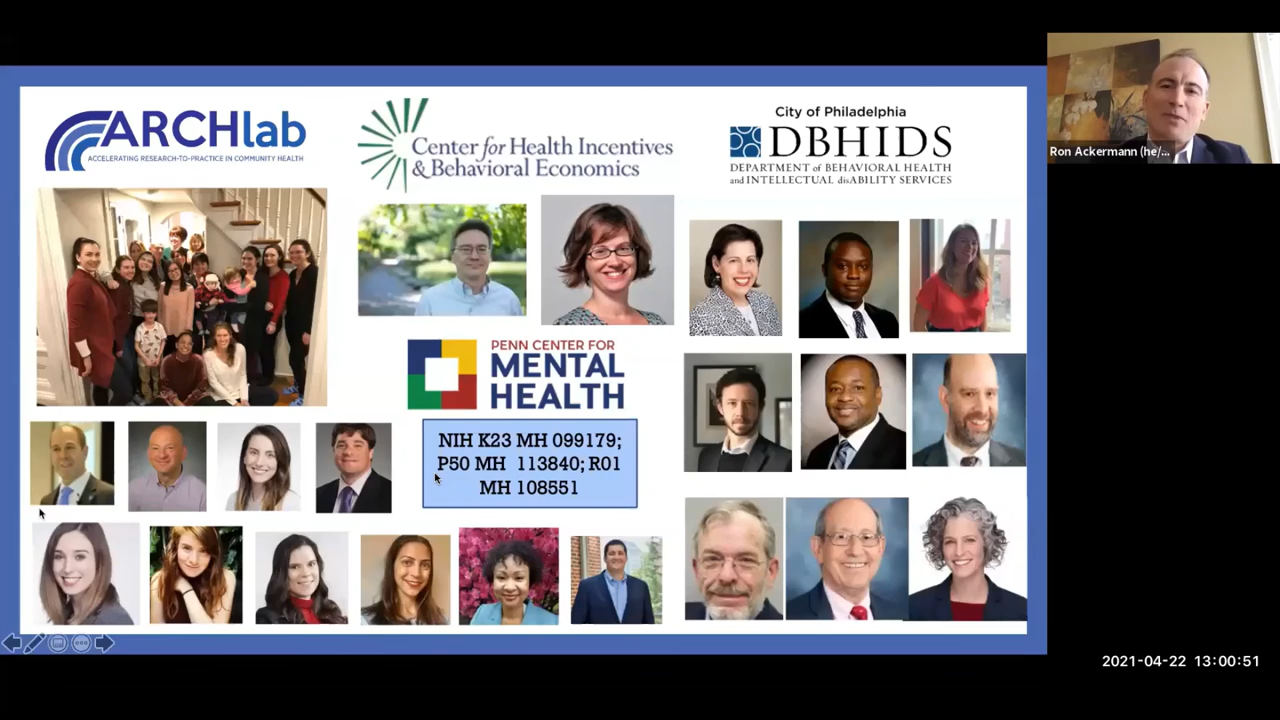 ARCHlab
ACCELERATING RESEARCH-TO-PRACTICE IN COMMUNITY HEALTH
Center for Health Incentives
& Behavioral Economics
City of Philadelphia
DBHIDS
DEPARTMENT of BEHAVIORAL HEALTH
and INTELLECTUAL disABILITY SERVICES
PENN CENTER FOR
MENTAL
HEALTH
NIH K23 MH 099179;
P50 MH 113840; R01
MH 108551
Ron Ackermann (he/...
2021-04-22 13:00:51